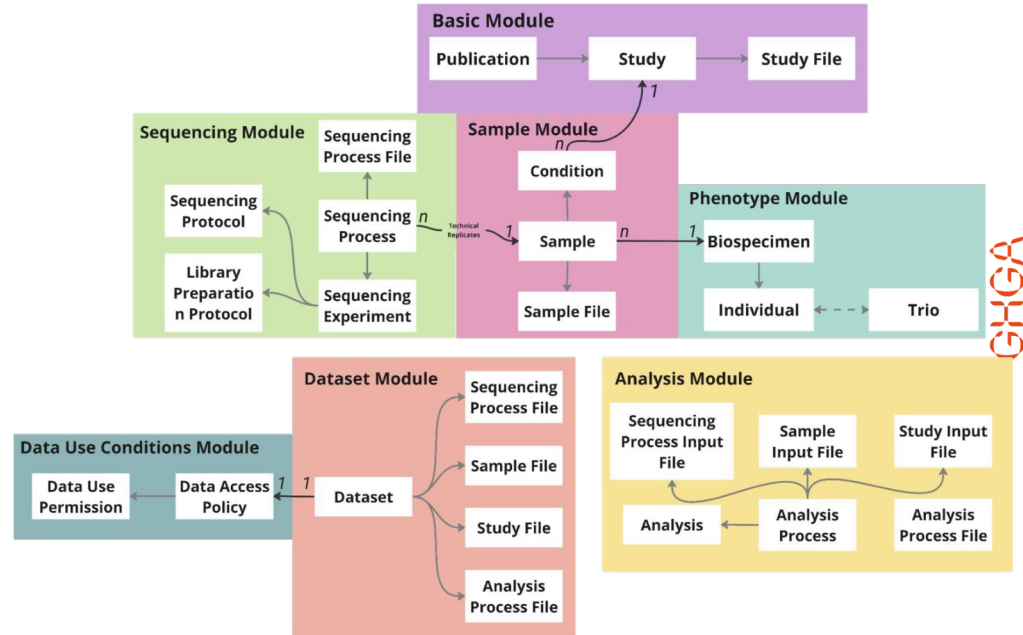 Basic Module
Publication
Study
Study File
1
Sequencing Module
Sequencing
Process File
Sequencing
Protocol
Sequencing
Process
n
Technical
Replicates
Library
Preparatio
n Protocol
Sequencing
Experiment
Sample Module
n
Condition
1
Sample
n
Sample File
Phenotype Module
1
Biospecimen
Individual
Trio
GHGA
Dataset Module
Sequencing
Process File
Sample File
Dataset
Study File
Analysis
Process File
Data Use Conditions Module
Data Use
Permission
Data Access
Policy
1
1
Analysis Module
Sequencing
Process Input
File
Sample
Input File
Study Input
File
Analysis
Analysis
Process
Analysis
Process File